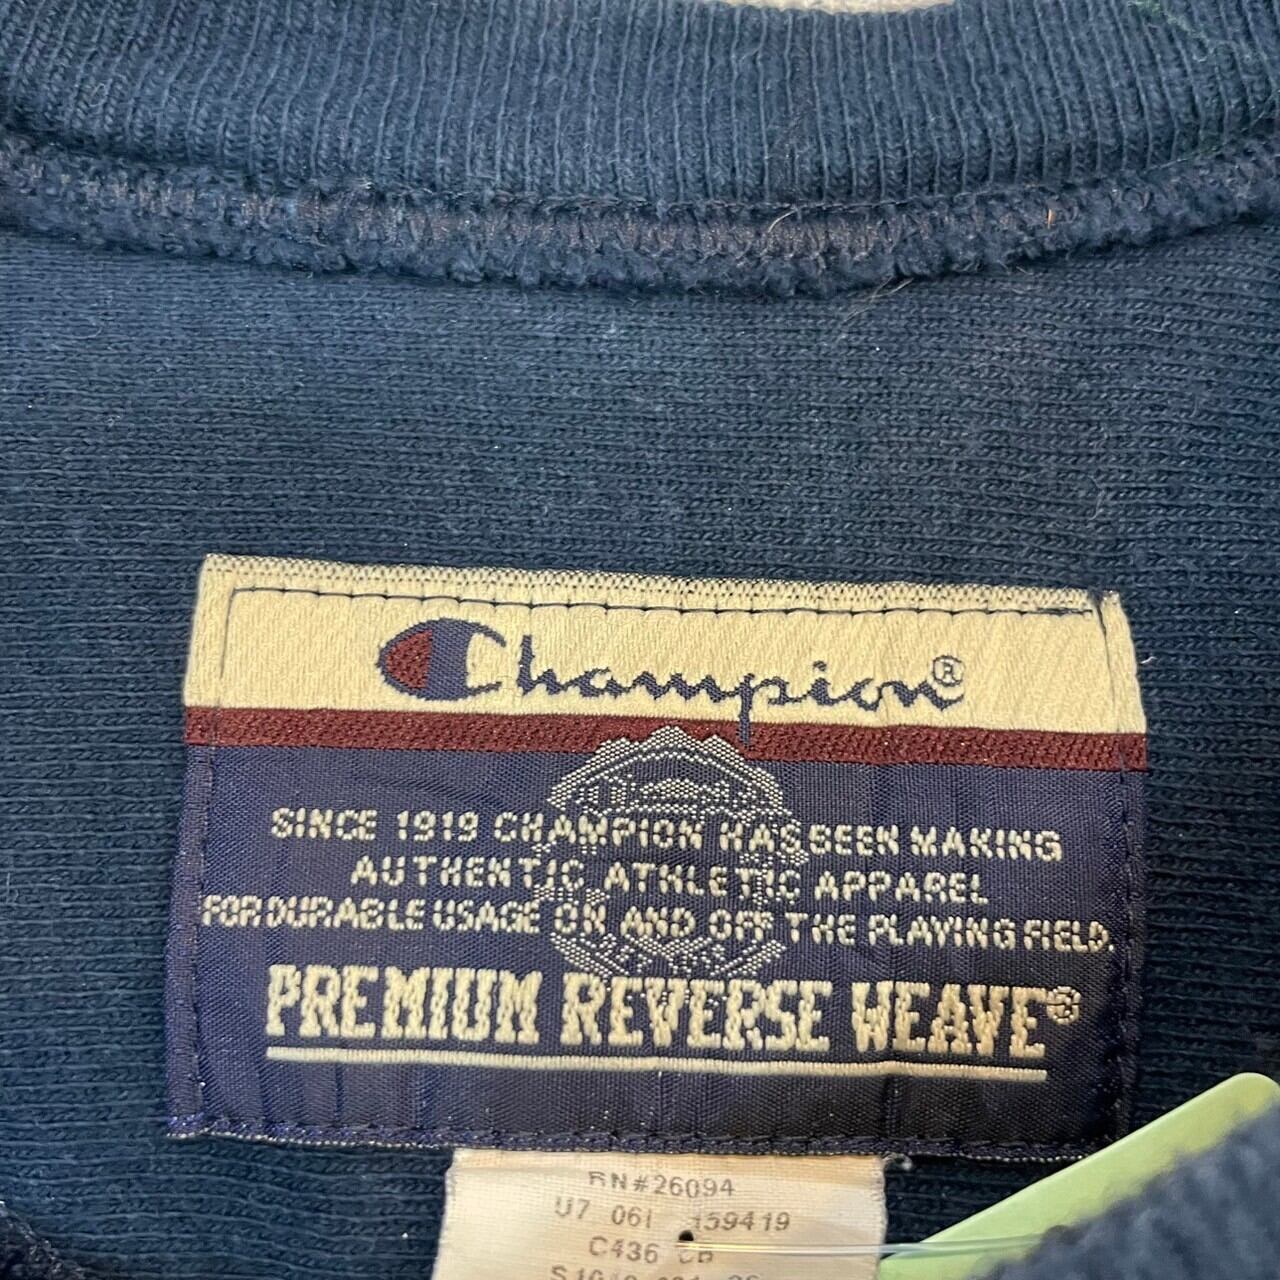 Champion®
SINCE 1919 CHAMPION HAS BEEN MAKING
AUTHENTIC ATHLETIC APPAREL
FOR DURABLE USAGE ON AND OFF THE PLAYING FIELD.
PREMIUM REVERSE WEAVE®
RN#26094
U7 061
C436